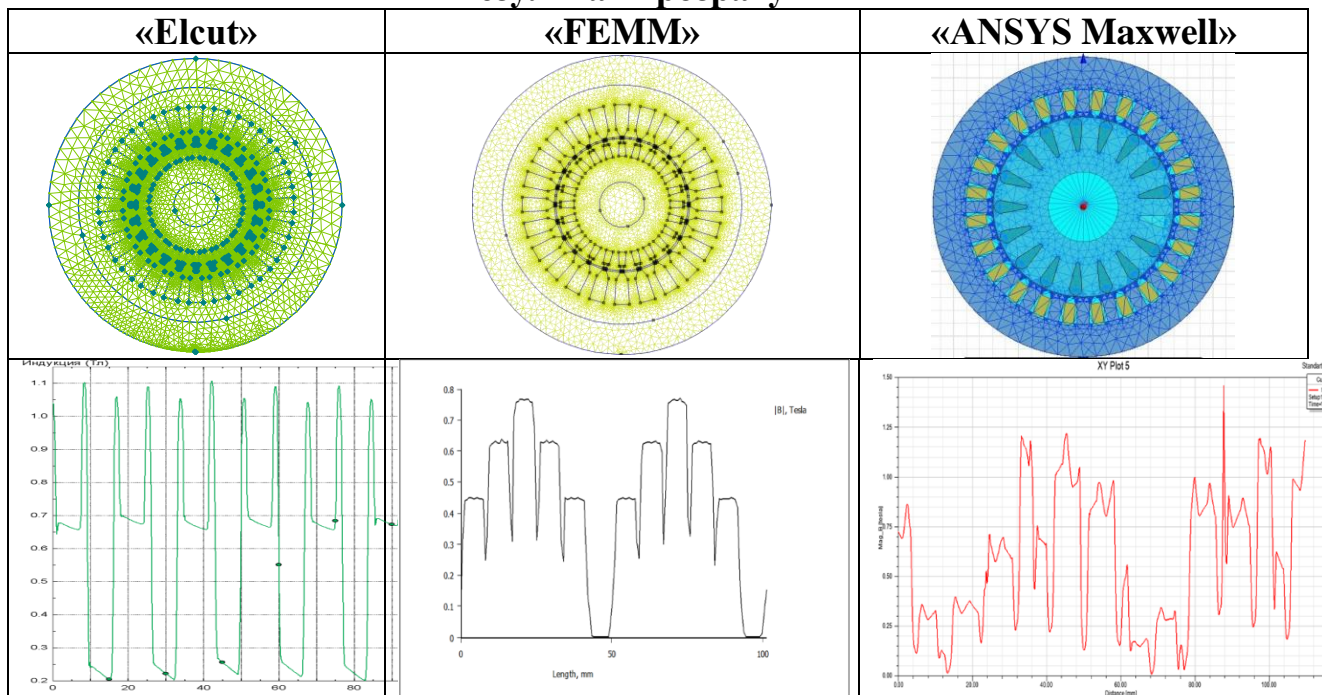 «Elcut» «FEMM» «ANSYS Maxwell»
Индукция (Тл)
1.1
1.0
0.9
0.8
0.7
0.6
0.5
0.4
0.3
0.2
0 20 40 60 80
0.8
0.7
0.6
0.5
0.4
0.3
0.2
0.1
0
|B|, Tesla
0 50 100
Length, mm
XY Plot 5
1.50
1.25
1.00
0.75
0.50
0.25
0.00
Mag_B [tesla]
0.00 20.00 40.00 60.00 80.00 100.00
Distance [mm]